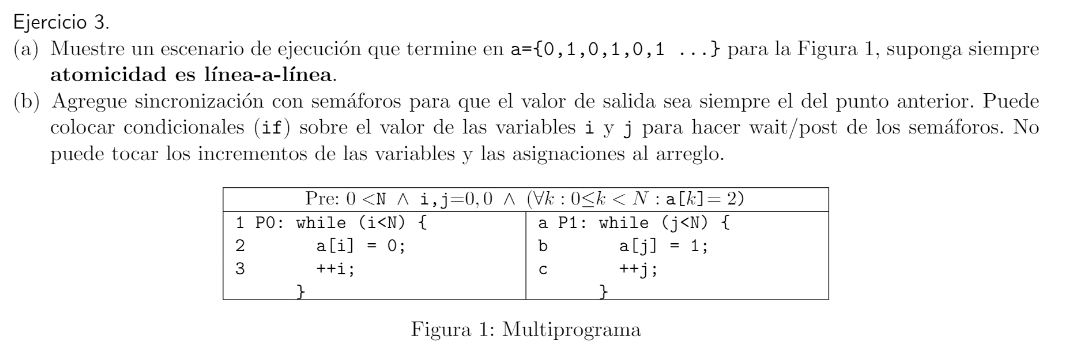 Ejercicio 3.
(a) Muestre un escenario de ejecución que termine en a={0,1,0,1,0,1 ...} para la Figura 1, suponga siempre
atomicidad es línea-a-línea.
(b) Agregue sincronización con semáforos para que el valor de salida sea siempre el del punto anterior. Puede
colocar condicionales (if) sobre el valor de las variables i y j para hacer wait/post de los semáforos. No
puede tocar los incrementos de las variables y las asignaciones al arreglo.
Pre: 0 <N ∧ i,j=0,0 ∧ (∀k : 0≤k < N : a[k]= 2)
1 P0: while (i<N) {
2 a[i] = 0;
3 ++i;
}
a P1: while (j<N) {
b a[j] = 1;
c ++j;
}
Figura 1: Multiprograma